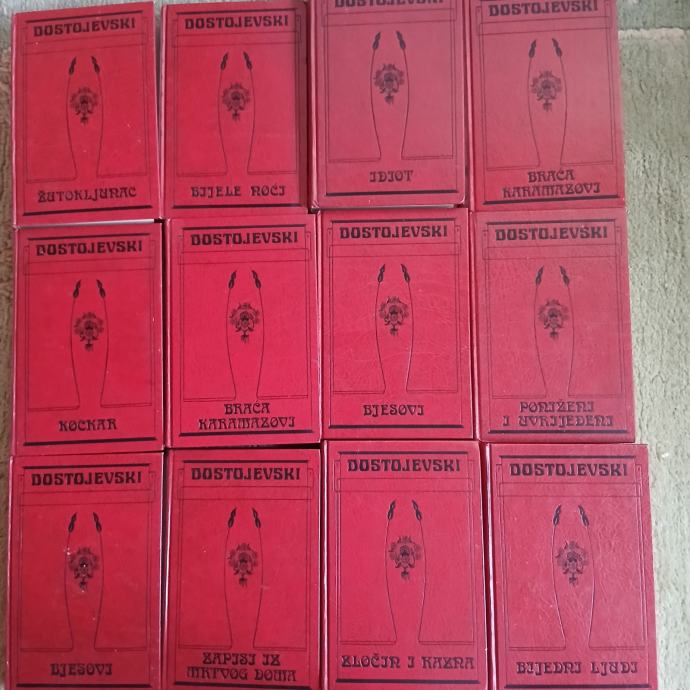 DOSTOJEVSKI
ŽUTOKLJUNAC
DOSTOJEVSKI
BIJELE NOĆI
DOSTOJEVSKI
IDIOT
DOSTOJEVSKI
BRAĆA
KARAMAZOVI
DOSTOJEVSKI
KOCKAR
DOSTOJEVSKI
BRAĆA
KARAMAZOVI
DOSTOJEVSKI
BJESOVI
DOSTOJEVSKI
PONIŽENI
I UVRIJEĐENI
DOSTOJEVSKI
BJESOVI
DOSTOJEVSKI
ZAPISI IZ
MRTVOG DOMA
DOSTOJEVSKI
ZLOČIN I KAZNA
DOSTOJEVSKI
BIJEDNI LJUDI